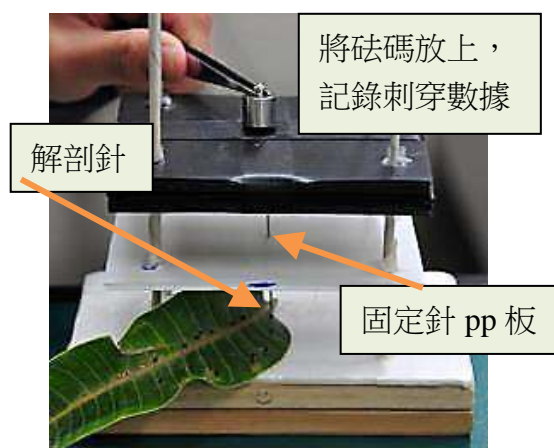 將砝碼放上，
記錄刺穿數據
解剖針
固定針 pp 板